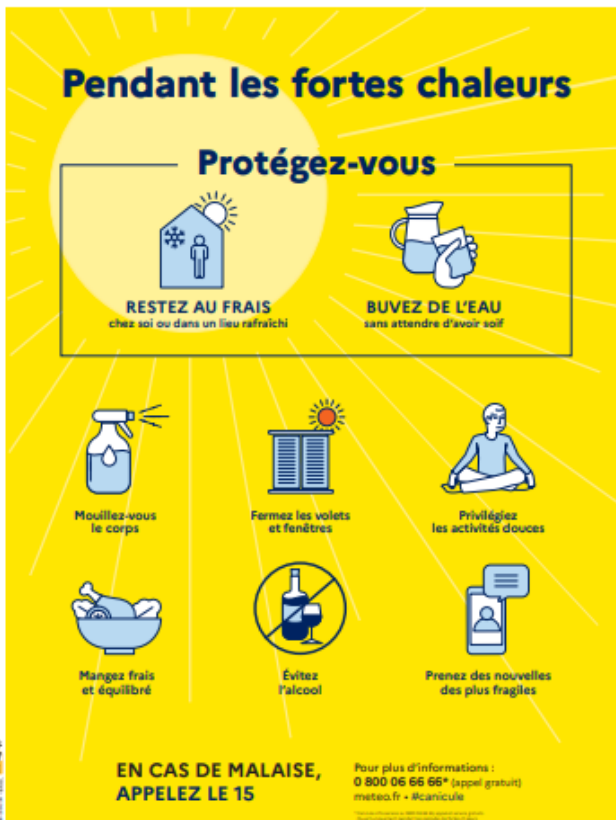 Pendant les fortes chaleurs
Protégez-vous
RESTEZ AU FRAIS
chez soi ou dans un lieu rafraîchi
BUVEZ DE L'EAU
sans attendre d'avoir soif
Mouillez-vous
le corps
Fermez les volets
et fenêtres
Privilégiez
les activités douces
Mangez frais
et équilibré
Évitez
l'alcool
Prenez des nouvelles
des plus fragiles
EN CAS DE MALAISE,
APPELEZ LE 15
Pour plus d'informations :
0 800 06 66 66* (appel gratuit)
meteo.fr • #canicule